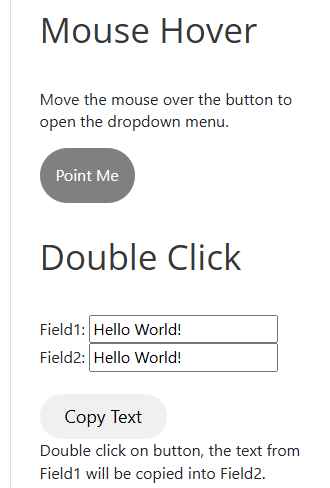 Mouse Hover
Move the mouse over the button to
open the dropdown menu.
Point Me
Double Click
Field1: Hello World!
Field2: Hello World!
Copy Text
Double click on button, the text from
Field1 will be copied into Field2.